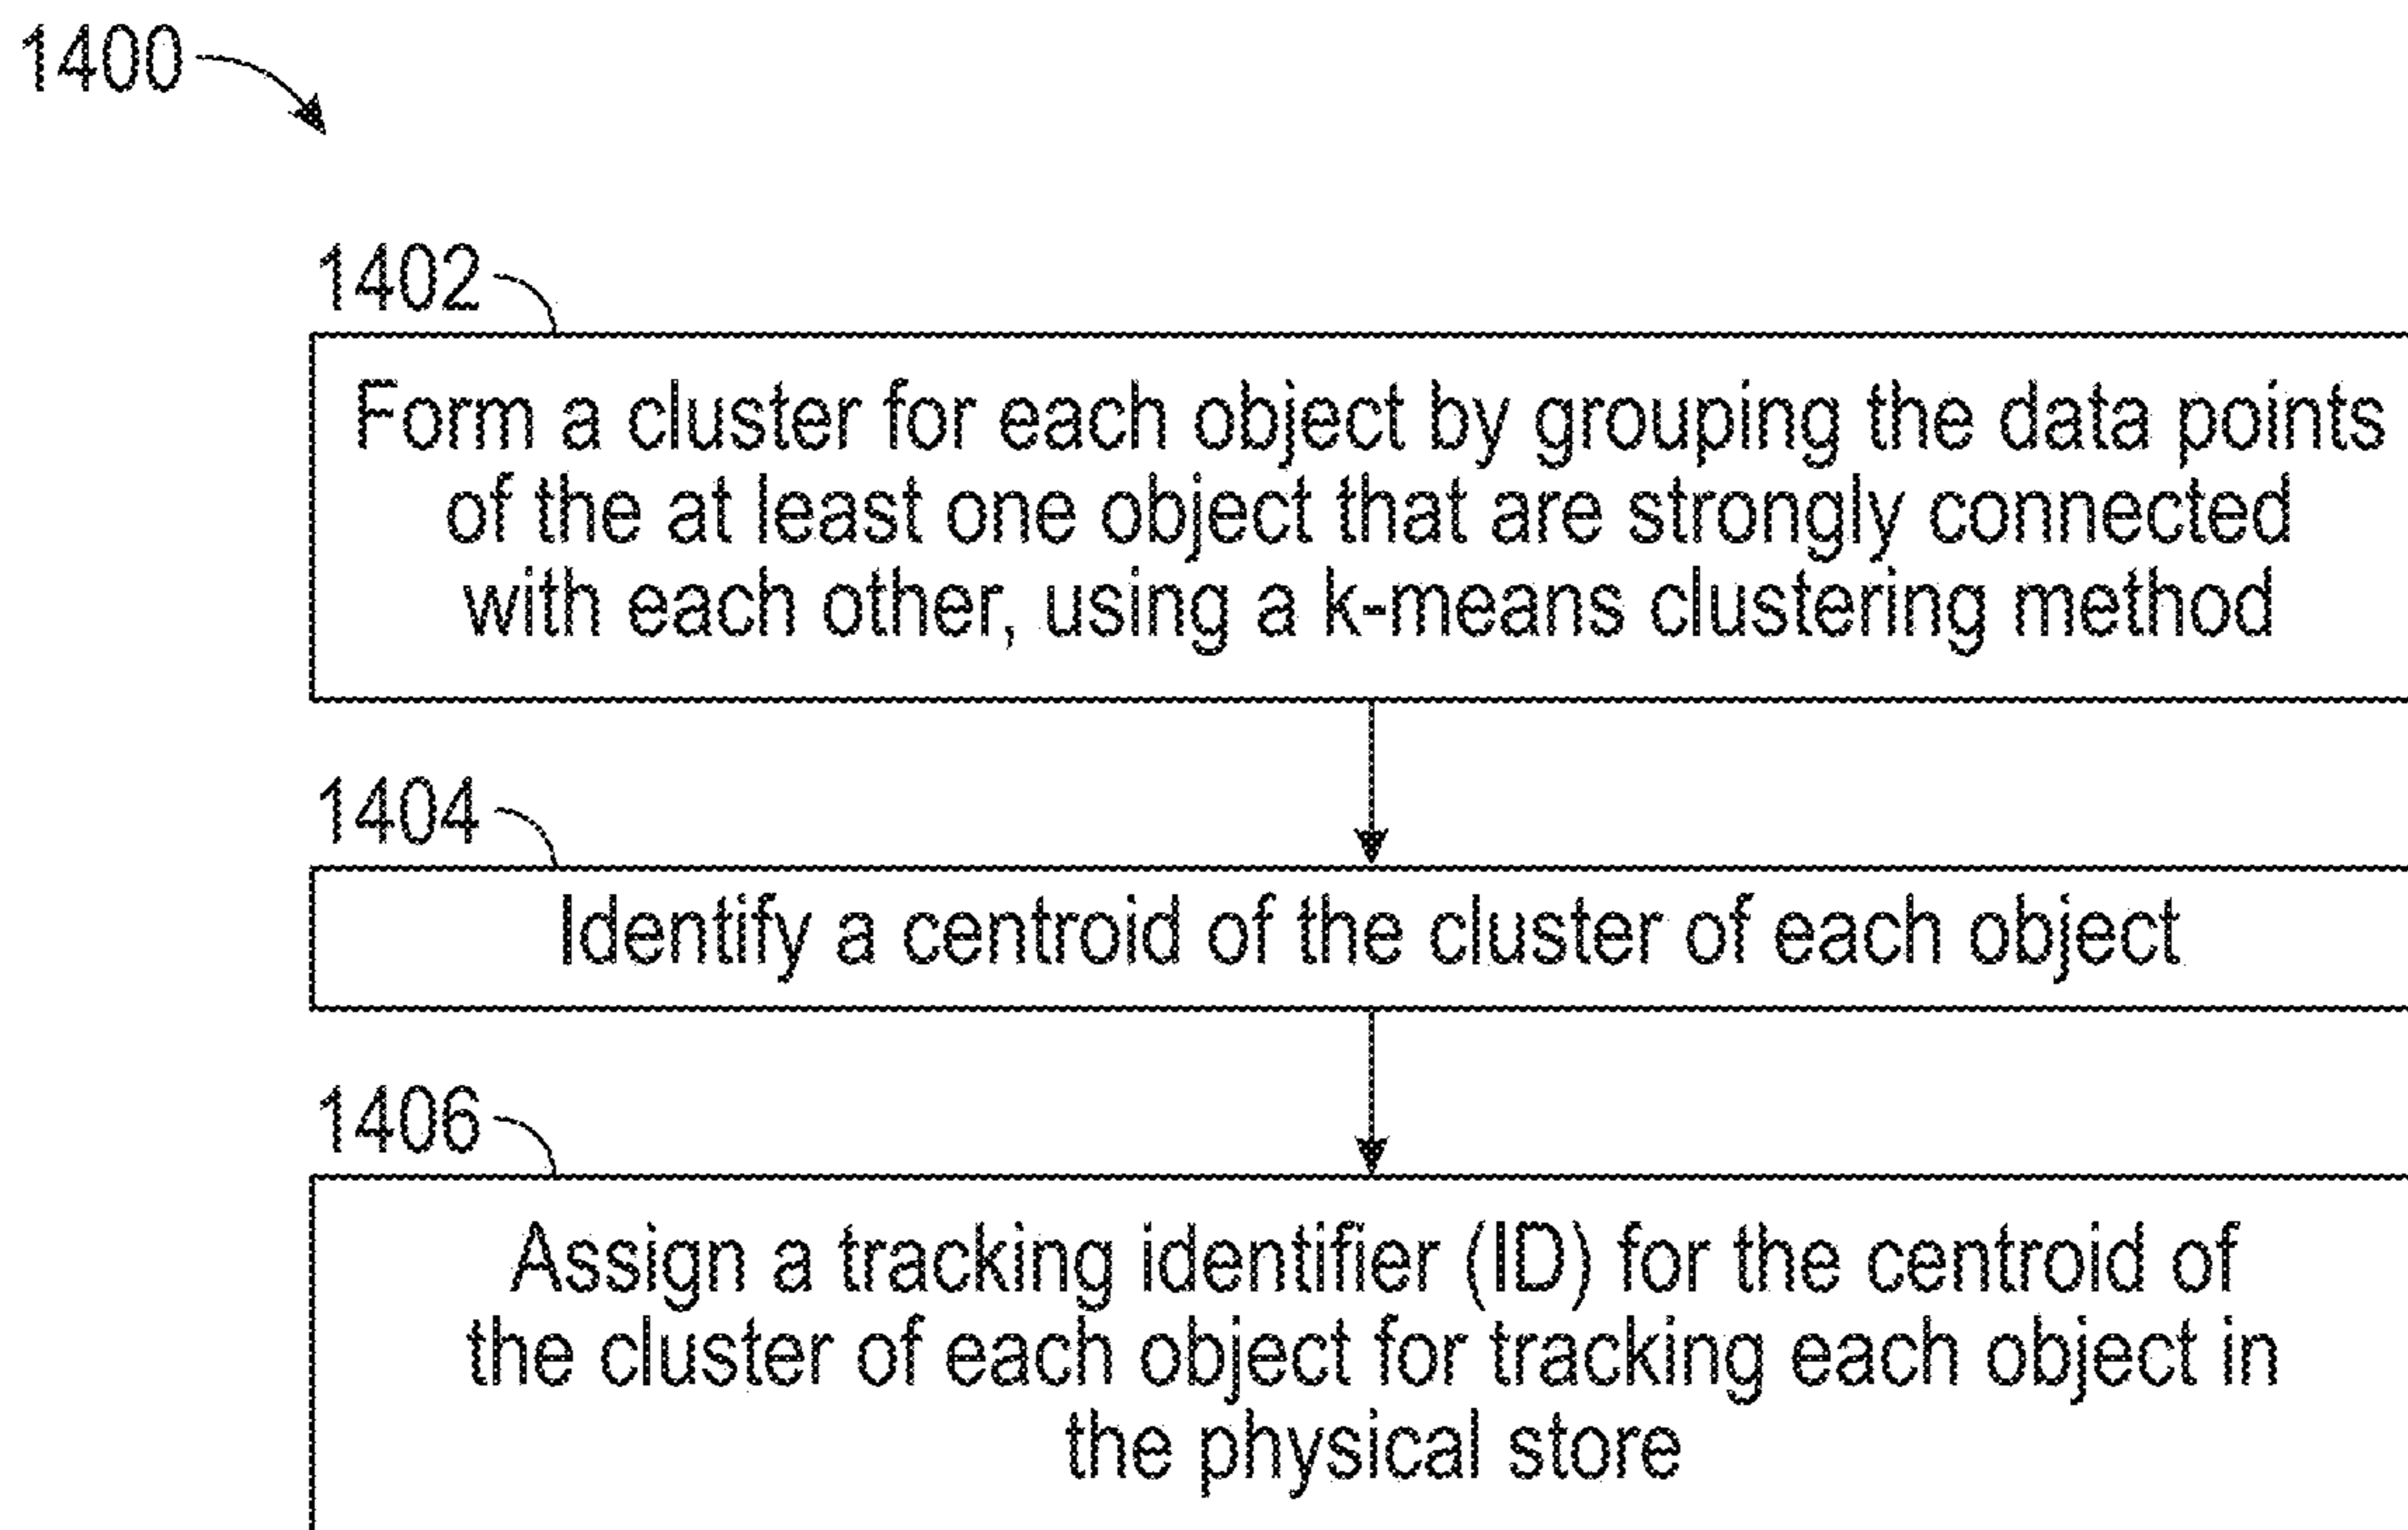 1400
1402
Form a cluster for each object by grouping the data points
of the at least one object that are strongly connected
with each other, using a k-means clustering method
1404
Identify a centroid of the cluster of each object
1406
Assign a tracking identifier (ID) for the centroid of
the cluster of each object for tracking each object in
the physical store